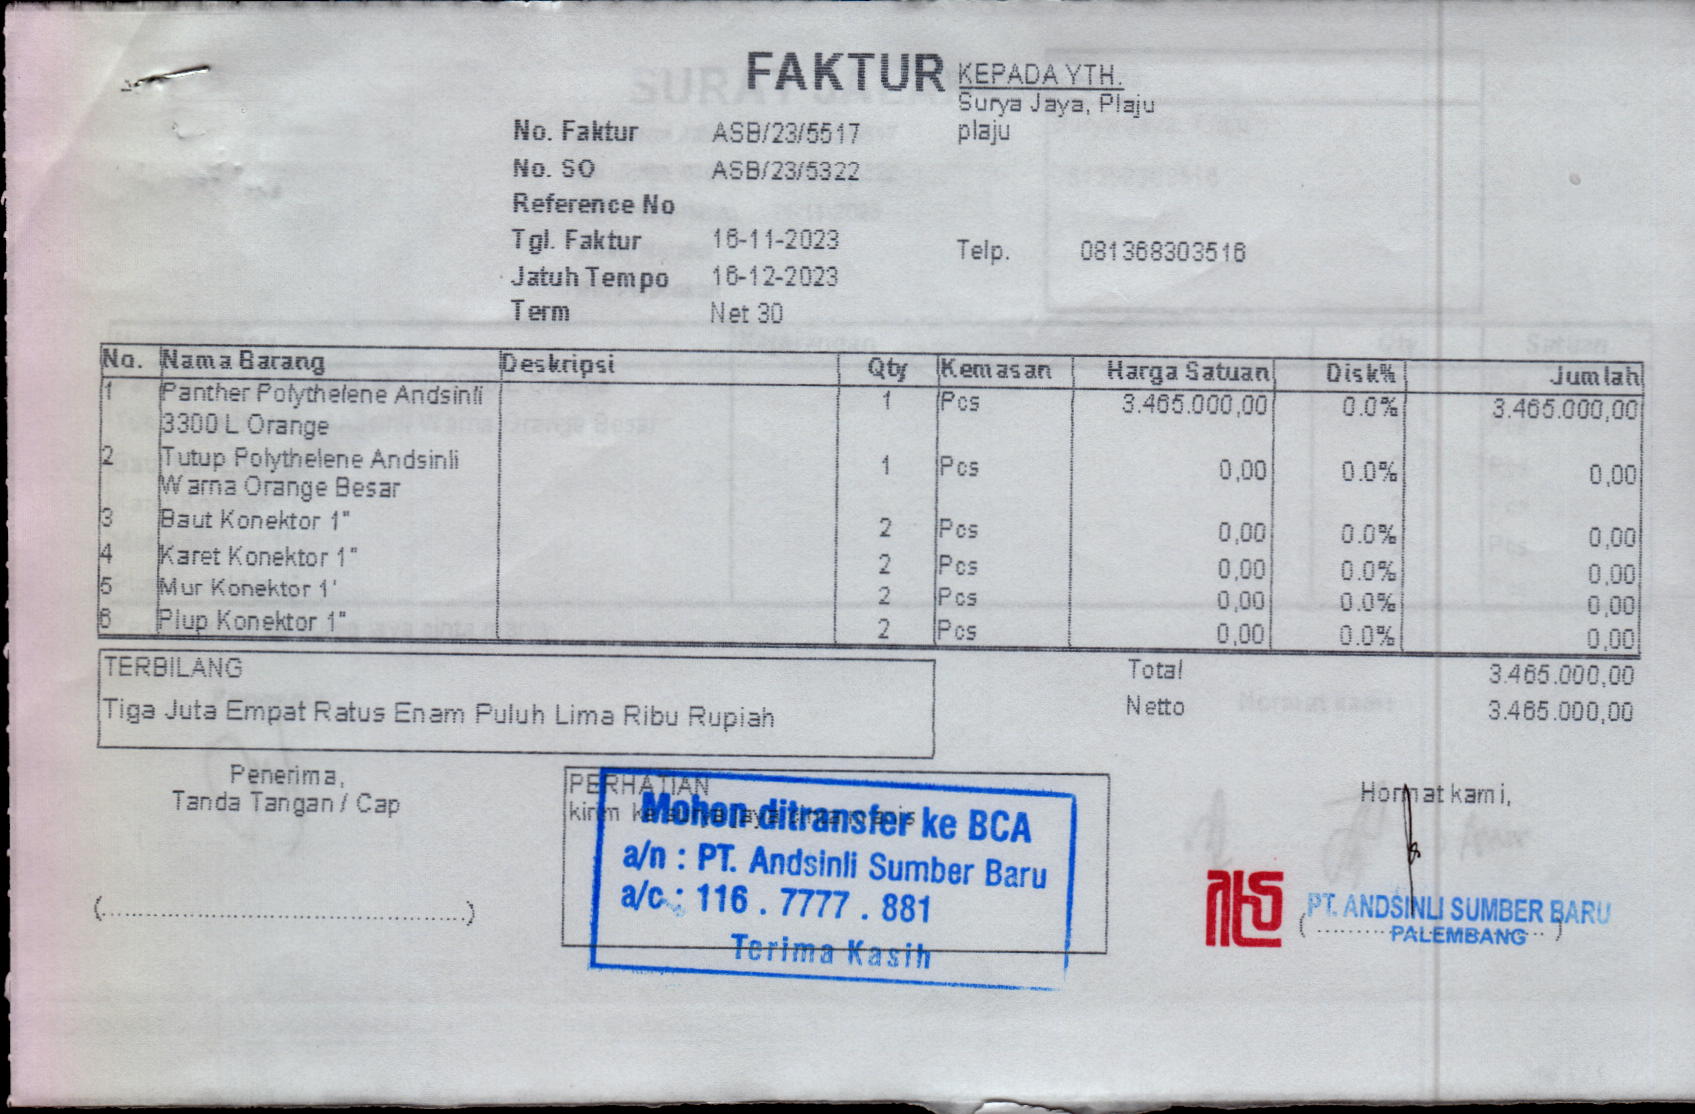 FAKTUR
KEPADA YTH.
Surya Jaya, Plaju
plaju
No. Faktur ASB/23/5517
No. SO ASB/23/5322
Reference No
Tgl. Faktur 16-11-2023
Telp. 081368303516
Jatuh Tempo 16-12-2023
Term Net 30
No. Nama Barang Deskripsi Qty Kemasan Harga Satuan Disk% Jumlah
1 Panther Polythelene Andsinli 1 Pcs 3.465.000,00 0.0% 3.465.000,00
3300 L Orange
2 Tutup Polythelene Andsinli 1 Pcs 0,00 0.0% 0,00
Warna Orange Besar
3 Baut Konektor 1" 2 Pcs 0,00 0.0% 0,00
4 Karet Konektor 1" 2 Pcs 0,00 0.0% 0,00
5 Mur Konektor 1' 2 Pcs 0,00 0.0% 0,00
6 Plup Konektor 1" 2 Pcs 0,00 0.0% 0,00
TERBILANG
Tiga Juta Empat Ratus Enam Puluh Lima Ribu Rupiah
Total 3.465.000,00
Netto 3.465.000,00
Penerima,
Tanda Tangan / Cap
PERHATIAN
kirim ke surya jaya
Mohon ditransfer ke BCA
a/n : PT. Andsinli Sumber Baru
a/c : 116 . 7777 . 881
Terima Kasih
Hormat kami,
PT. ANDSINLI SUMBER BARU
PALEMBANG